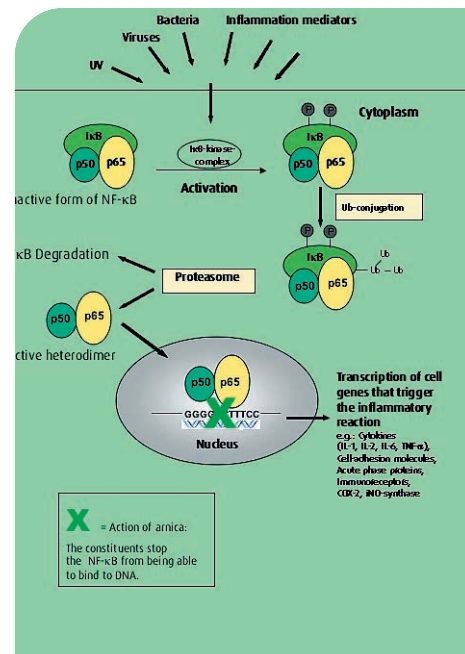 Bacteria
Inflammation mediators
Viruses
UV
Cytoplasm
P P
IκB
p50 p65
IκB-kinase-
complex
Activation
P P
IκB
p50 p65
nactive form of NF-κB
Ub-conjugation
IκB
p50 p65
Ub
Ub – Ub
κB Degradation
Proteasome
p50 p65
ctive heterodimer
p50 p65
GGGG TTTCC
Nucleus
Transcription of cell
genes that trigger
the inflammatory
reaction
e.g.: Cytokines
(IL-1, IL-2, IL-6, TNF-α),
Cell-adhesion molecules,
Acute phase proteins,
Immunoreceptors,
COX-2, iNO-synthase
X = Action of arnica:
The constituents stop
the NF-κB from being able
to bind to DNA.